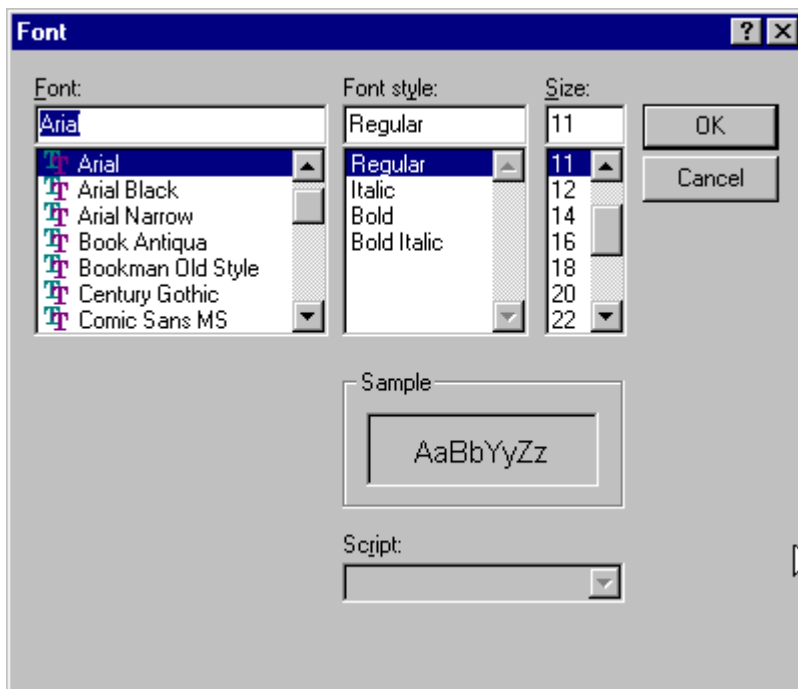 Font
Font: Font style: Size:
Arial Regular 11 OK
Arial Regular 11 Cancel
Arial Black Italic 12
Arial Narrow Bold 14
Book Antiqua Bold Italic 16
Bookman Old Style 18
Century Gothic 20
Comic Sans MS 22
Sample
AaBbYyZz
Script: